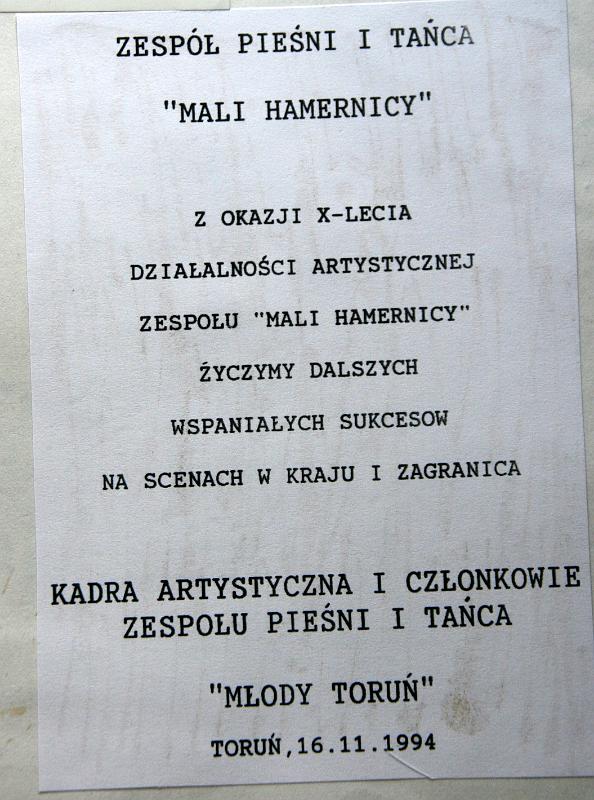 ZESPÓŁ PIEŚNI I TAŃCA
"MALI HAMERNICY"
Z OKAZJI X-LECIA
DZIAŁALNOŚCI ARTYSTYCZNEJ
ZESPOŁU "MALI HAMERNICY"
ŻYCZYMY DALSZYCH
WSPANIAŁYCH SUKCESOW
NA SCENACH W KRAJU I ZAGRANICA
KADRA ARTYSTYCZNA I CZŁONKOWIE
ZESPOŁU PIEŚNI I TAŃCA
"MŁODY TORUŃ"
TORUŃ,16.11.1994